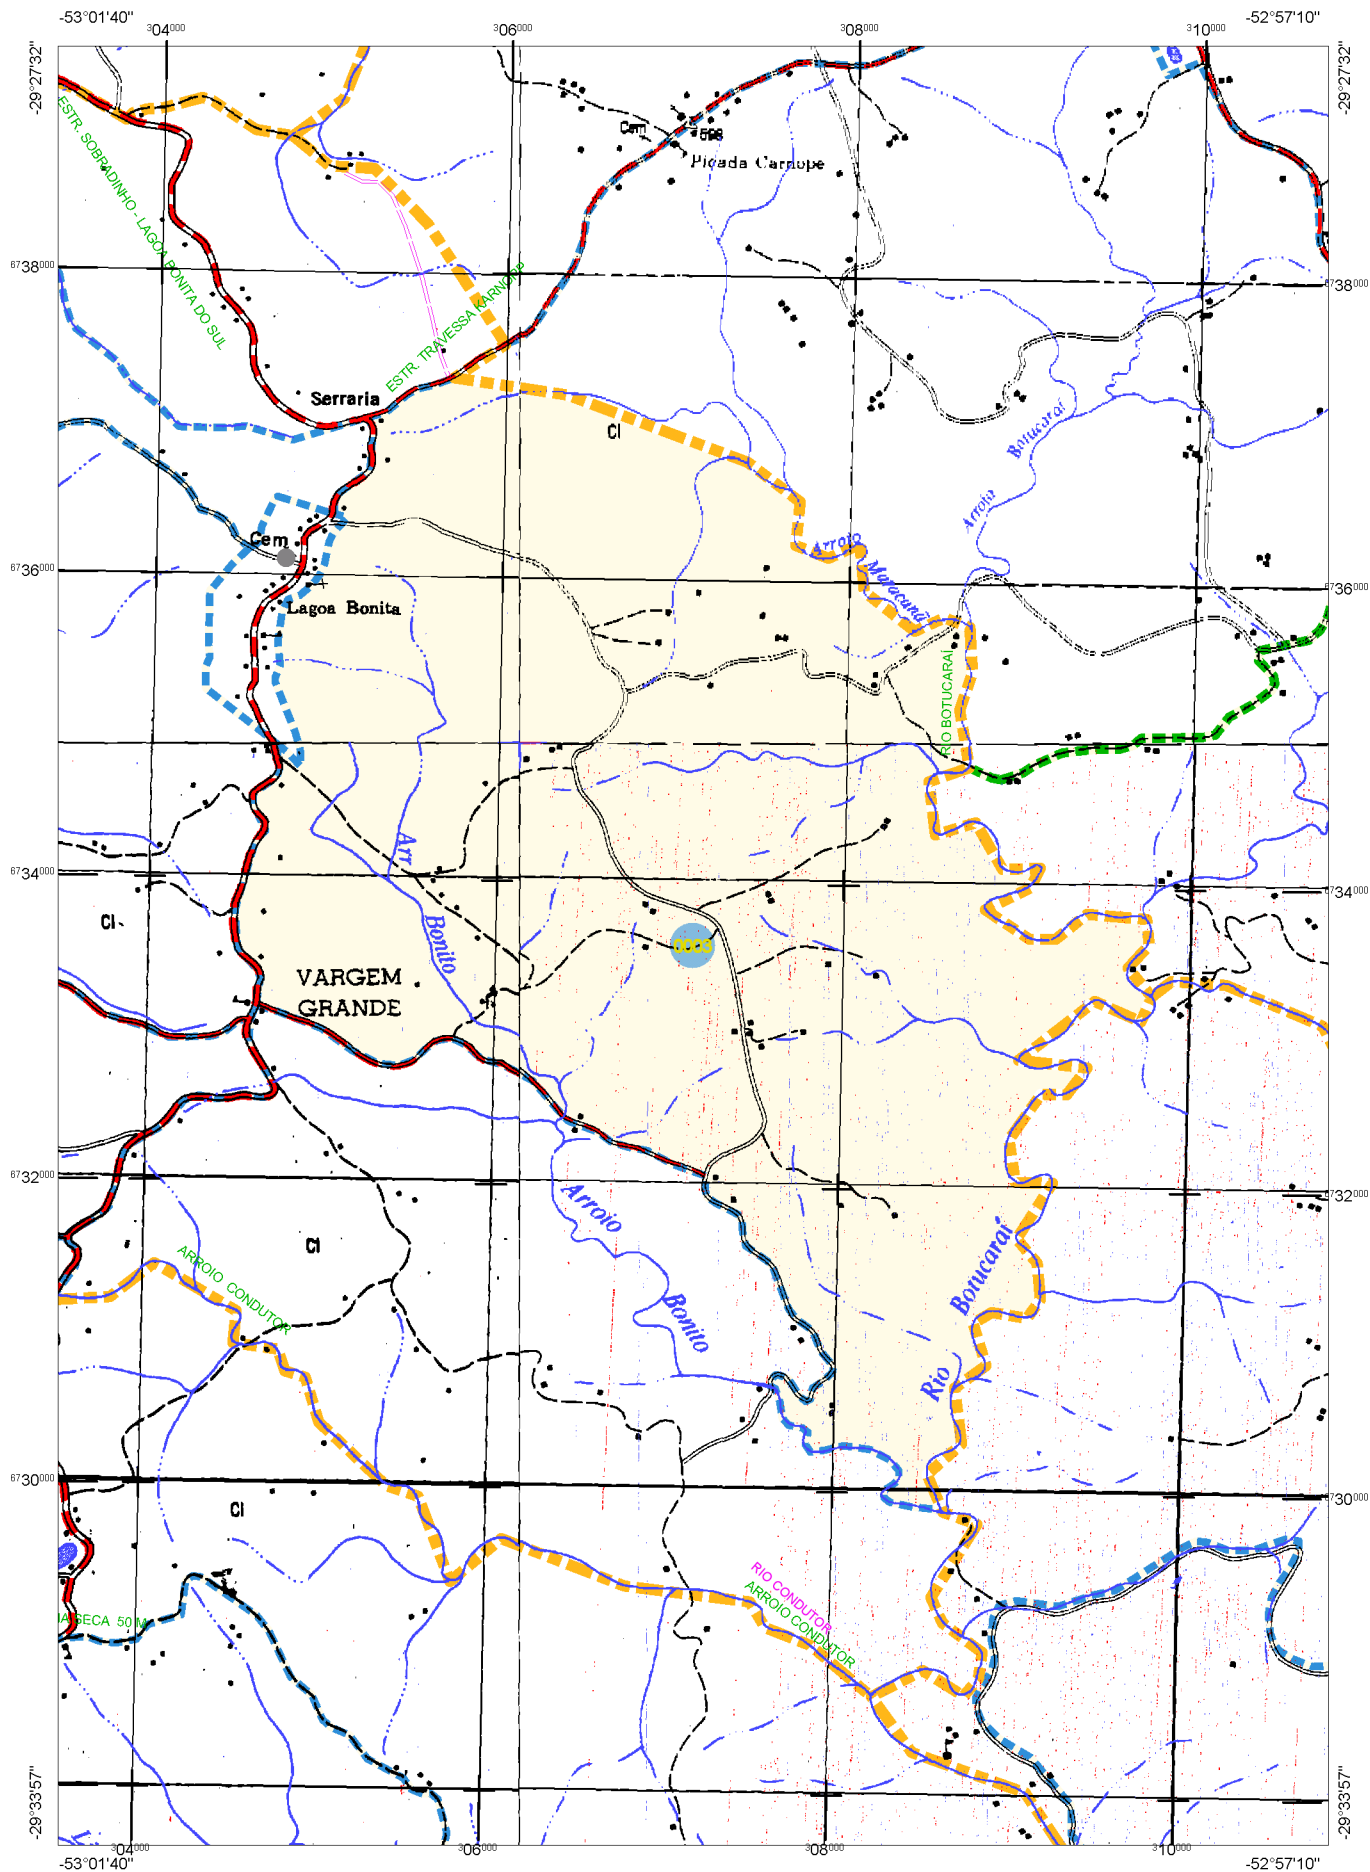 -53°01'40"
-52°57'10"
304000
306000
308000
310000
-29°27'32"
-29°27'32"
ESTR. SOBRADINHO - LAGOA BONITA DO SUL
Cem
Picada Carnope
6738000
6738000
ESTR. TRAVESSA KARNOPP
Serraria
CI
Arroio
Botucaraí
Arroio
Maracanã
Cem
6736000
6736000
Lagoa Bonita
RIO BOTUCARAÍ
Arr
Bonito
6734000
6734000
CI
0003
VARGEM
GRANDE
6732000
6732000
Arroio
Bonito
CI
ARROIO CONDUTOR
Rio
Botucaraí
6730000
6730000
CI
RIO CONDUTOR
ARROIO CONDUTOR
SECA 50 M
-29°33'57"
-29°33'57"
304000
306000
308000
310000
-53°01'40"
-52°57'10"